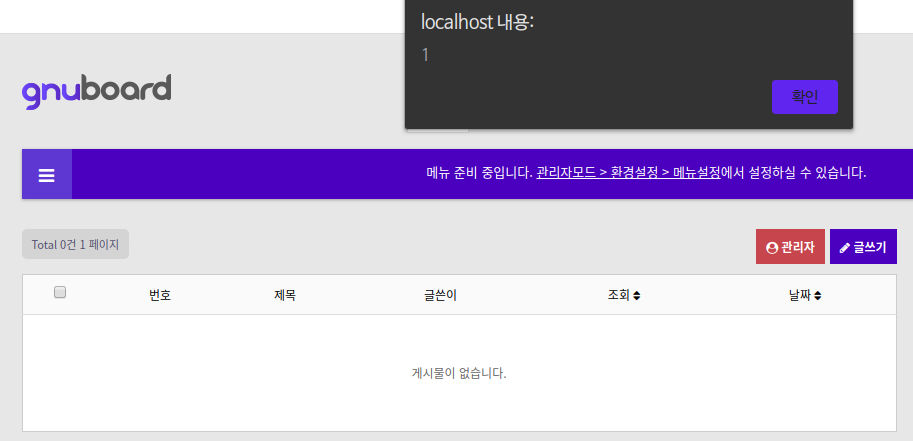 localhost 내용:
1
확인
gnuboard
메뉴 준비 중입니다. 관리자모드 > 환경설정 > 메뉴설정에서 설정하실 수 있습니다.
Total 0건 1 페이지
관리자 글쓰기
번호 제목 글쓴이 조회 날짜
게시물이 없습니다.